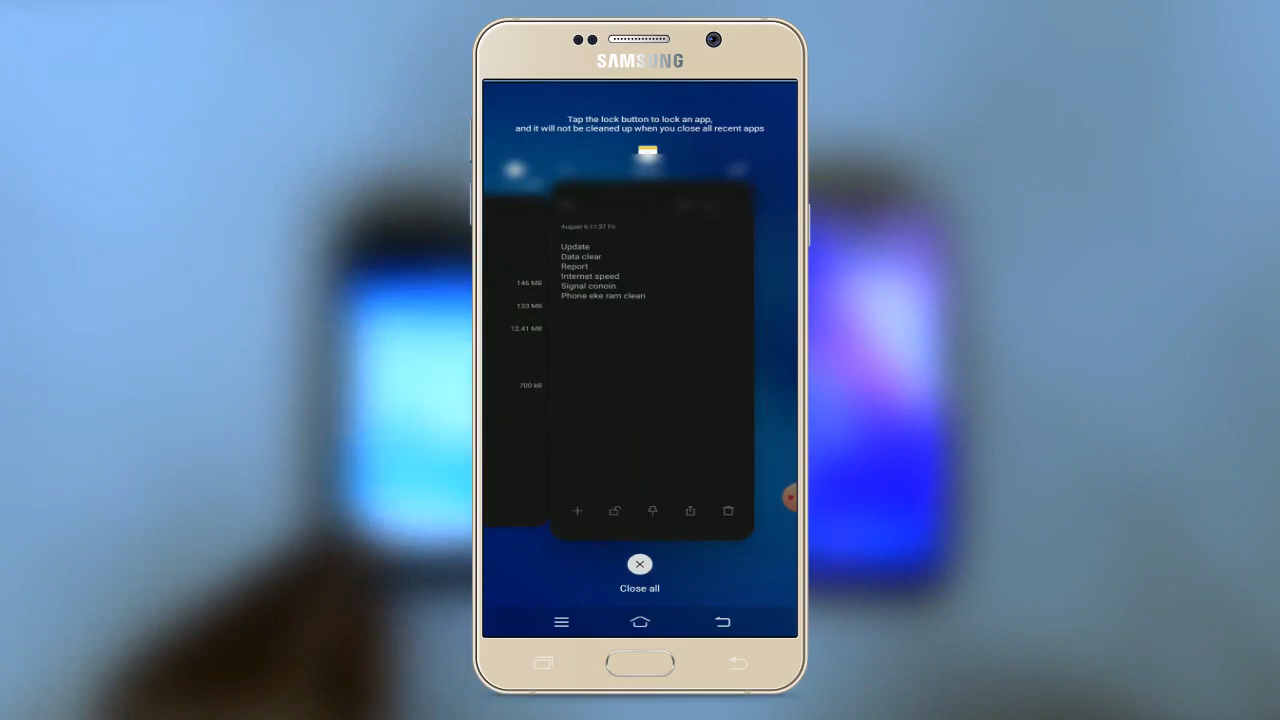 SAMSUNG
Tap the lock button to lock an app,
and it will not be cleaned up when you close all recent apps
August 6 11:37 Fri
Update
Data clear
Report
Internet speed
Signal conoin
Phone eke ram clean
146 MB
133 MB
12.41 MB
700 kB
Close all